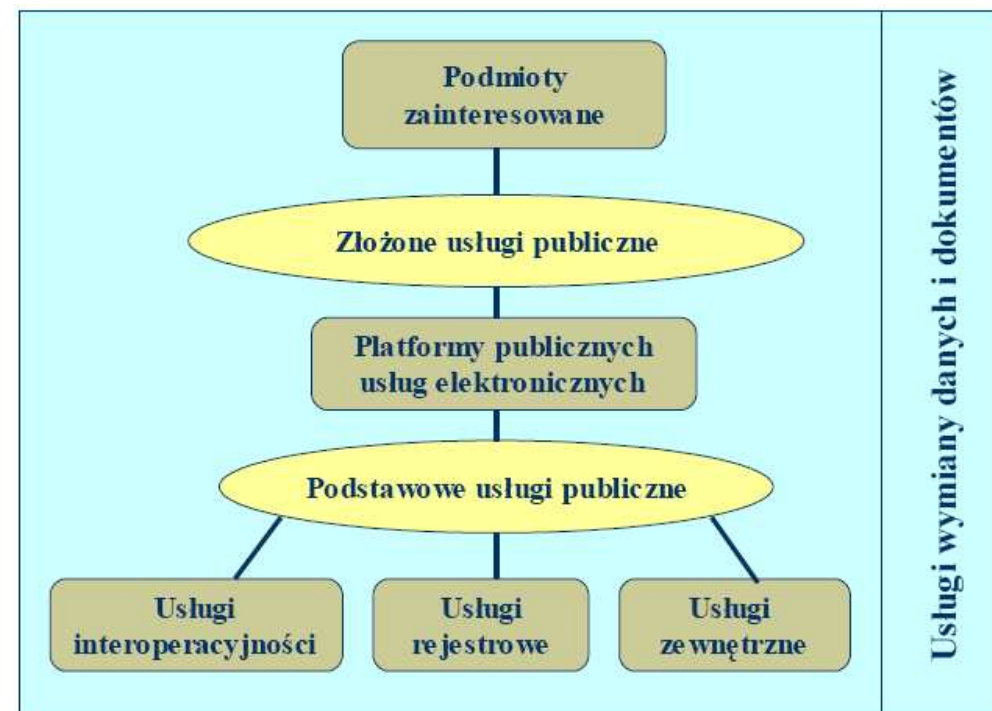 Podmioty
zainteresowane
Złożone usługi publiczne
Platformy publicznych
usług elektronicznych
Podstawowe usługi publiczne
Usługi
interoperacyjności
Usługi
rejestrowe
Usługi
zewnętrzne
Usługi wymiany danych i dokumentów